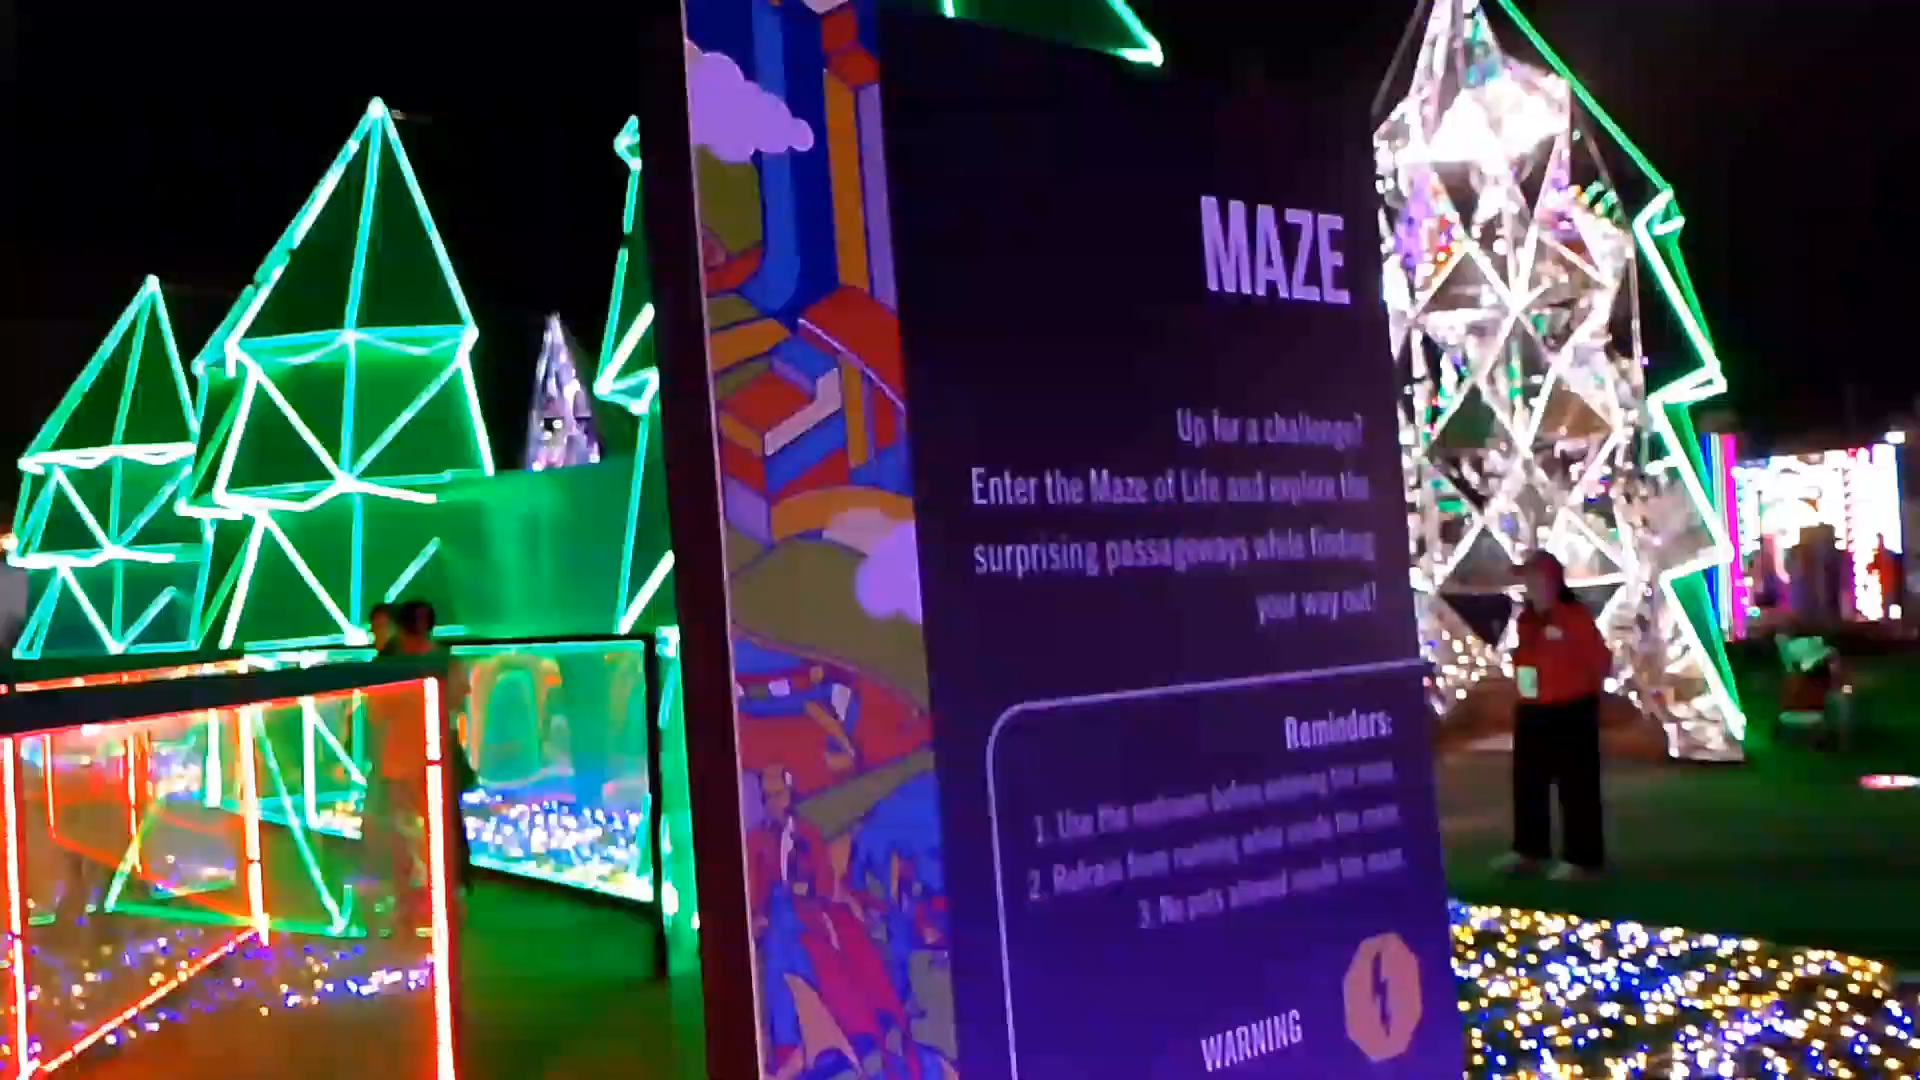 MAZE
Up for a challenge?
Enter the Maze of Life and explore the
surprising passageways while finding
your way out!
Reminders:
1. Use the restroom before entering the maze.
2. Refrain from running while inside the maze.
3. No pets allowed inside the maze.
WARNING